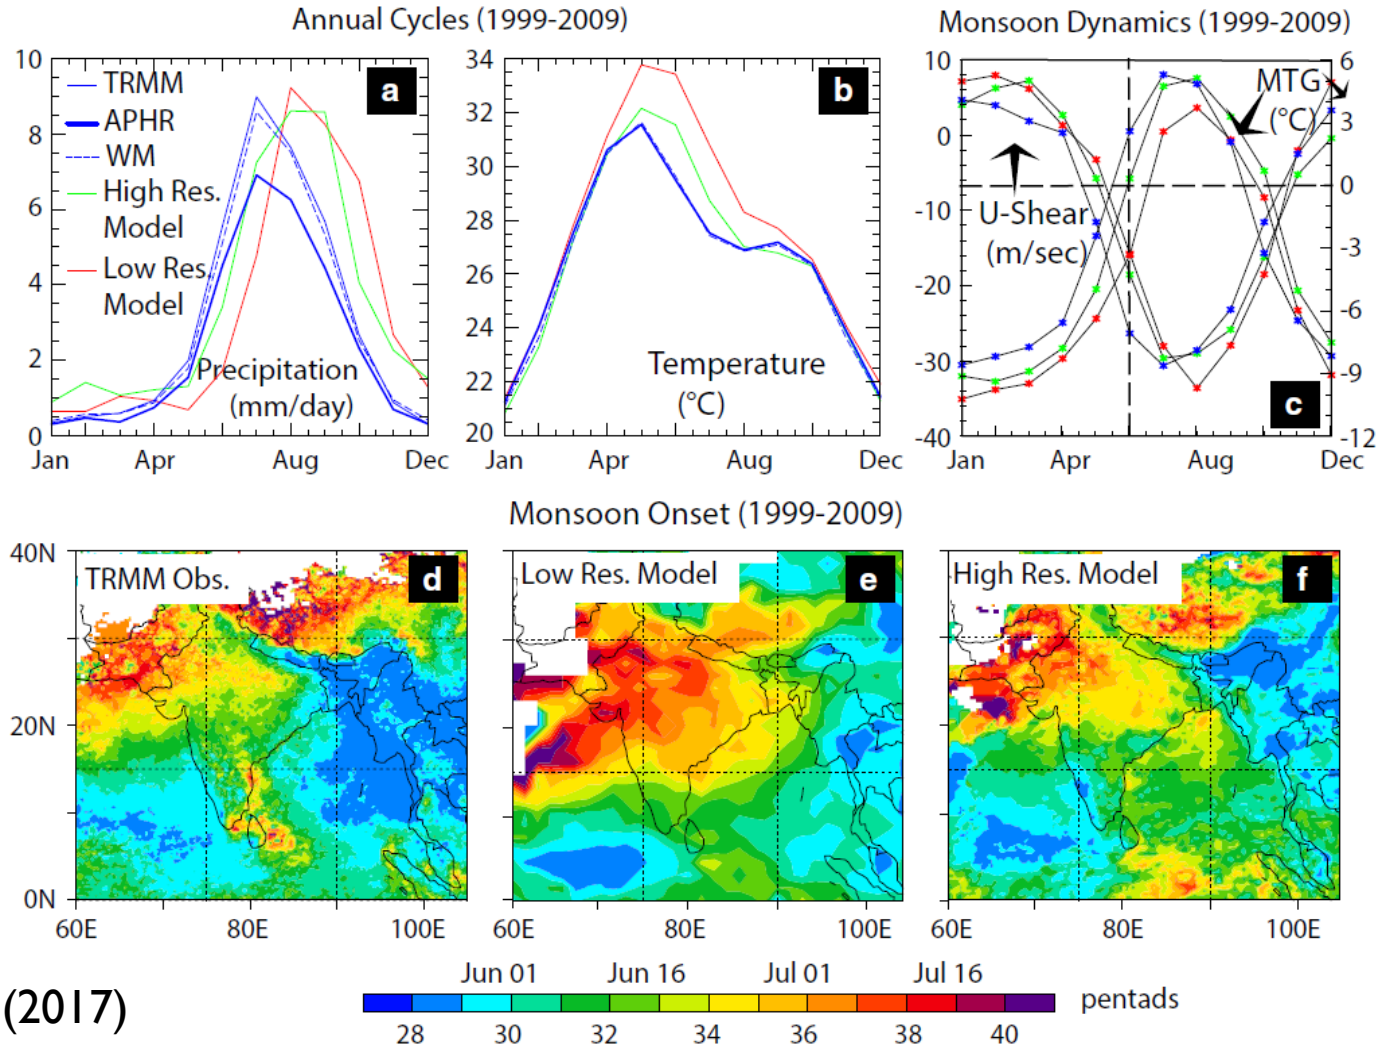 Annual Cycles (1999-2009)
Monsoon Dynamics (1999-2009)
10
8
6
4
2
0
TRMM
APHR
WM
High Res.
Model
Low Res.
Model
a
Precipitation
(mm/day)
Jan
Apr
Aug
Dec
34
32
30
28
26
24
22
20
b
Temperature
(°C)
Jan
Apr
Aug
Dec
10
0
-10
-20
-30
-40
MTG
(°C)
U-Shear
(m/sec)
c
6
3
0
-3
-6
-9
-12
Jan
Apr
Aug
Dec
Monsoon Onset (1999-2009)
40N
20N
0N
TRMM Obs.
d
60E
80E
100E
Low Res. Model
e
60E
80E
100E
High Res. Model
f
60E
80E
100E
(2017)
Jun 01
Jun 16
Jul 01
Jul 16
pentads
28
30
32
34
36
38
40